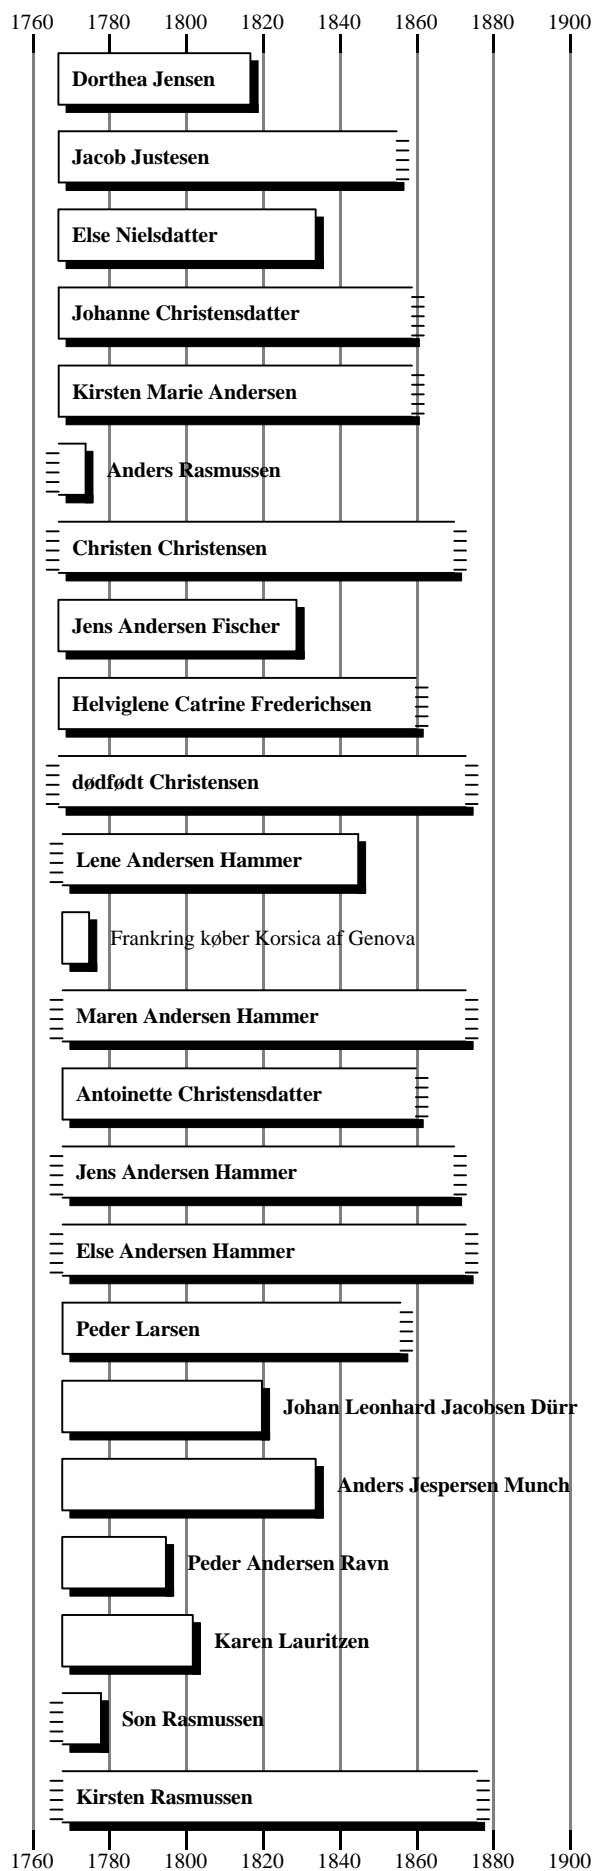 1760 1780 1800 1820 1840 1860 1880 1900
Dorthea Jensen
Jacob Justesen
Else Nielsdatter
Johanne Christensdatter
Kirsten Marie Andersen
Anders Rasmussen
Christen Christensen
Jens Andersen Fischer
Helviglene Catrine Frederichsen
dødfødt Christensen
Lene Andersen Hammer
Frankring køber Korsica af Genova
Maren Andersen Hammer
Antoinette Christensdatter
Jens Andersen Hammer
Else Andersen Hammer
Peder Larsen
Johan Leonhard Jacobsen Dürr
Anders Jespersen Munch
Peder Andersen Ravn
Karen Lauritzen
Son Rasmussen
Kirsten Rasmussen
1760 1780 1800 1820 1840 1860 1880 1900